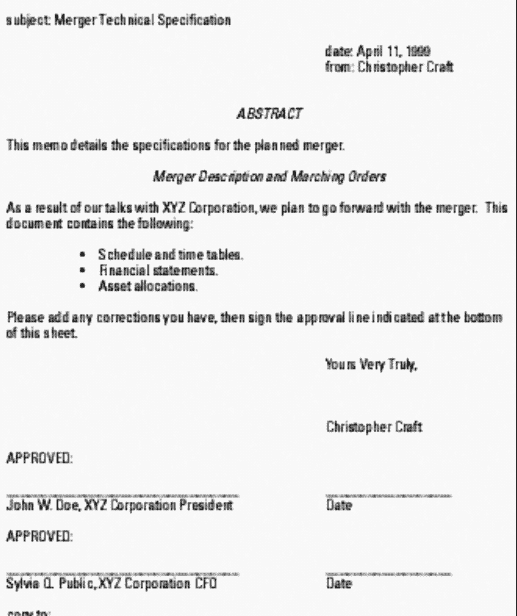 subject: Merger Technical Specification
date: April 11, 1999
from: Christopher Craft
ABSTRACT
This memo details the specifications for the planned merger.
Merger Description and Marching Orders
As a result of our talks with XYZ Corporation, we plan to go forward with the merger. This
document contains the following:
• Schedule and time tables.
• Financial statements.
• Asset allocations.
Please add any corrections you have, then sign the approval line indicated at the bottom
of this sheet.
Yours Very Truly,
Christopher Craft
APPROVED:
John W. Doe, XYZ Corporation President
Date
APPROVED:
Sylvia Q. Public, XYZ Corporation CFO
Date
copy to: